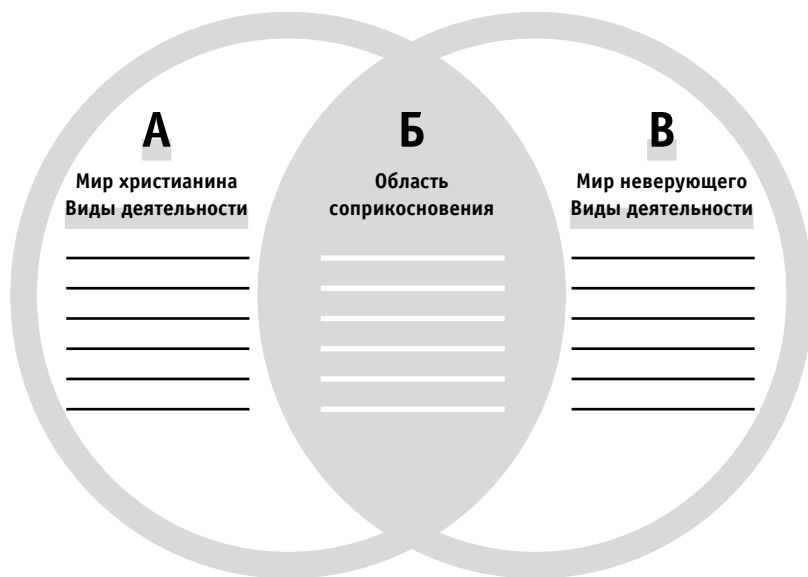 А
Мир христианина
Виды деятельности
Б
Область
соприкосновения
В
Мир неверующего
Виды деятельности